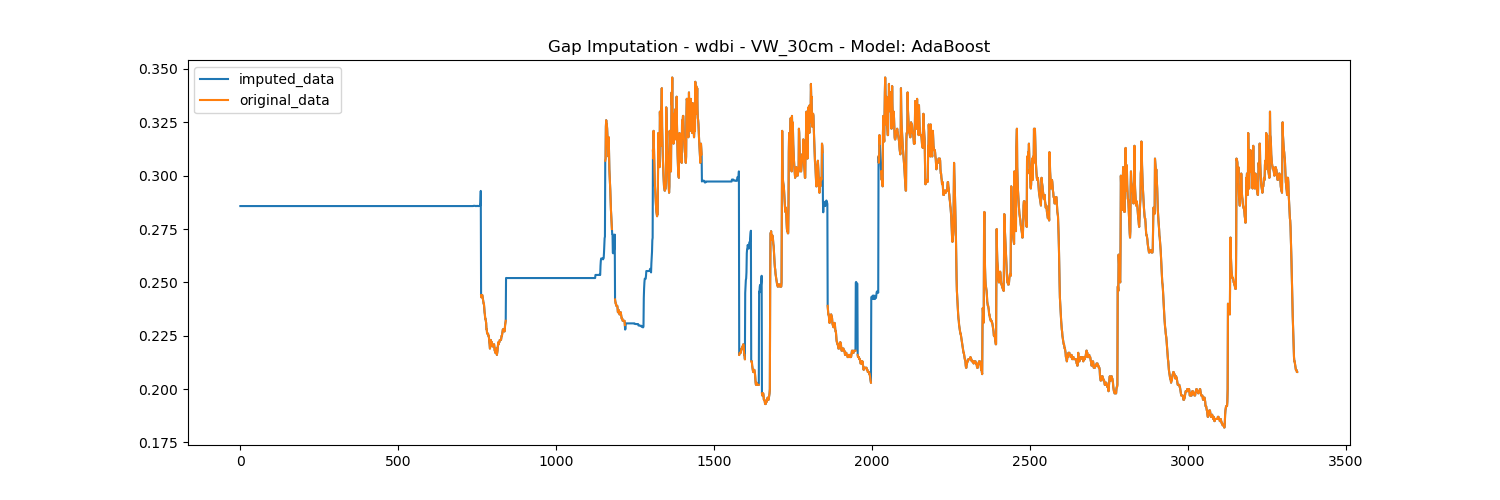 Gap Imputation - wdbi - VW_30cm - Model: AdaBoost
imputed_data
original_data
0.350
0.325
0.300
0.275
0.250
0.225
0.200
0.175
0 500 1000 1500 2000 2500 3000 3500